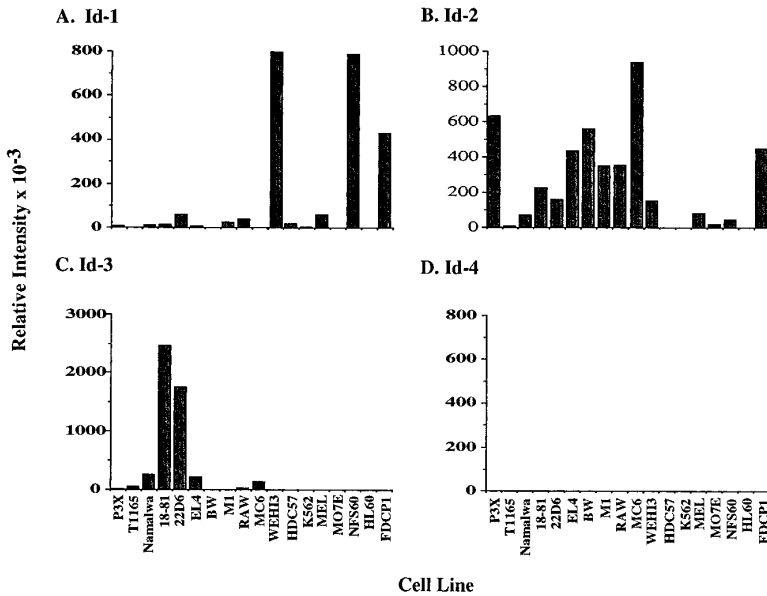 A. Id-1
800
600
400
200
0
B. Id-2
1000
800
600
400
200
0
Relative Intensity x 10-3
C. Id-3
3000
2000
1000
0
P3X
T1165
Namalwa
18-81
22D6
EL4
BW
M1
RAW
MC6
WEHI3
HDC57
K562
MEL
MO7E
NFS60
HL60
FDCP1
D. Id-4
800
600
400
200
0
P3X
T1165
Namalwa
18-81
22D6
EL4
BW
M1
RAW
MC6
WEHI3
HDC57
K562
MEL
MO7E
NFS60
HL60
FDCP1
Cell Line